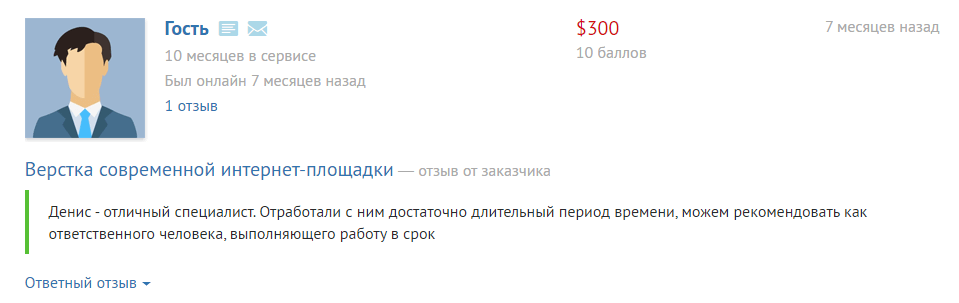 Гость
$300
7 месяцев назад
10 месяцев в сервисе
10 баллов
Был онлайн 7 месяцев назад
1 отзыв
Верстка современной интернет-площадки — отзыв от заказчика
Денис - отличный специалист. Отработали с ним достаточно длительный период времени, можем рекомендовать как
ответственного человека, выполняющего работу в срок
Ответный отзыв